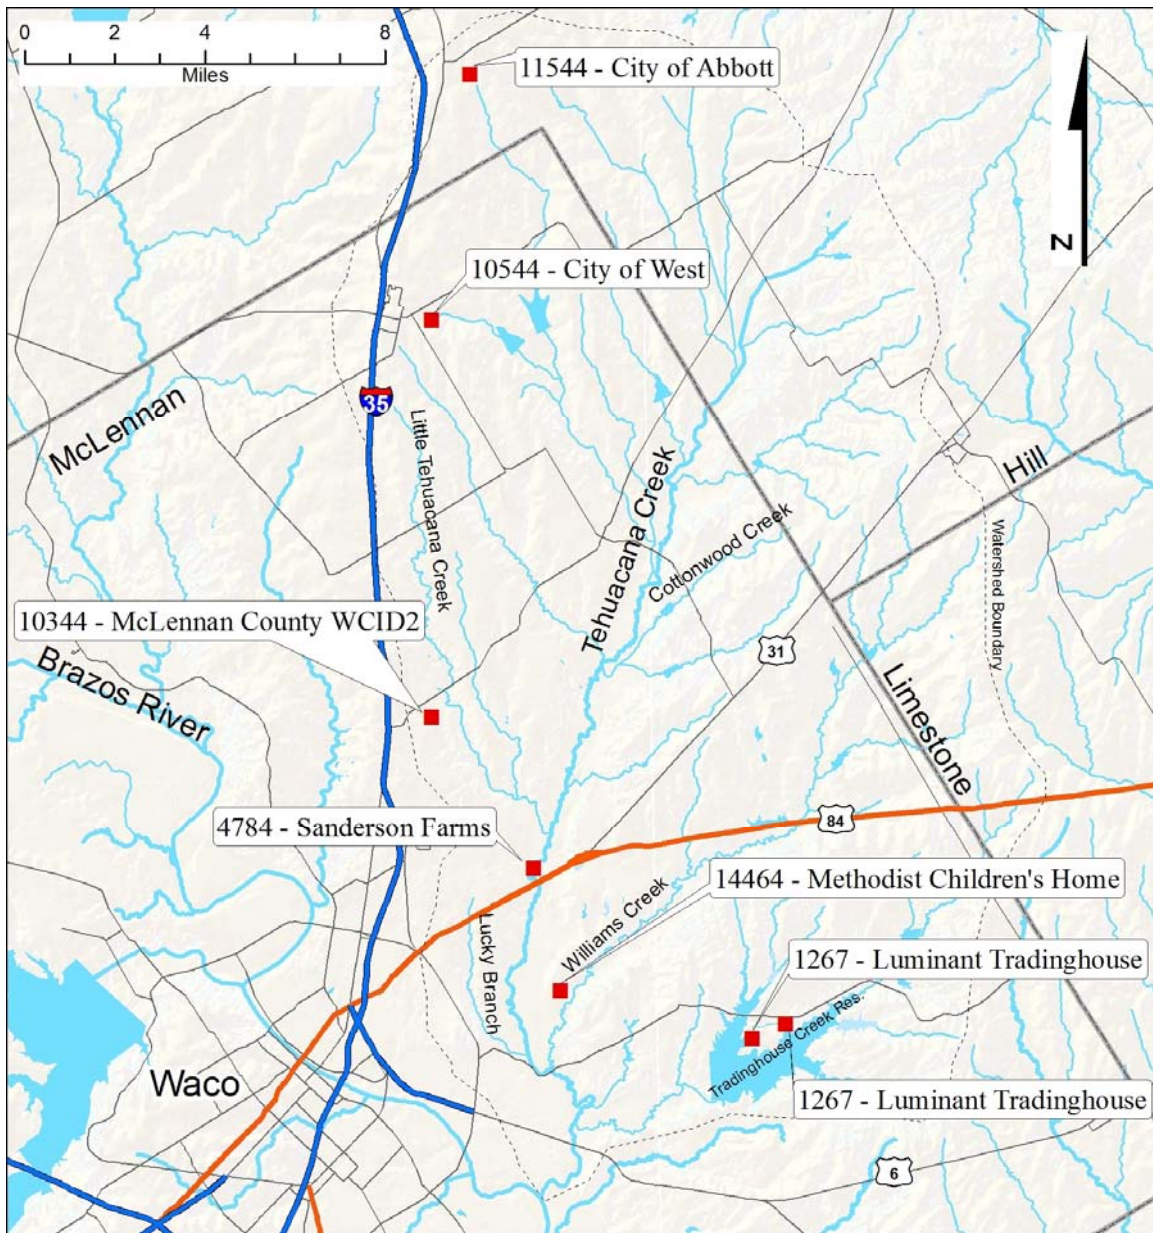 0 2 4 8
Miles
11544 - City of Abbott
N
10544 - City of West
35
McLennan
Little Tehuacana Creek
Tehuacana Creek
Hill
Cottonwood Creek
Watershed Boundary
10344 - McLennan County WCID2
31
Brazos River
Limestone
4784 - Sanderson Farms
84
14464 - Methodist Children's Home
Williams Creek
Lucky Branch
1267 - Luminant Tradinghouse
Tradinghouse Creek Res.
Waco
1267 - Luminant Tradinghouse
6